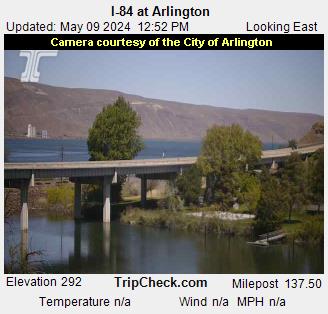 I-84 at Arlington
Updated: May 09 2024 12:52 PM Looking East
Camera courtesy of the City of Arlington
Elevation 292 TripCheck.com Milepost 137.50
Temperature n/a Wind n/a MPH n/a